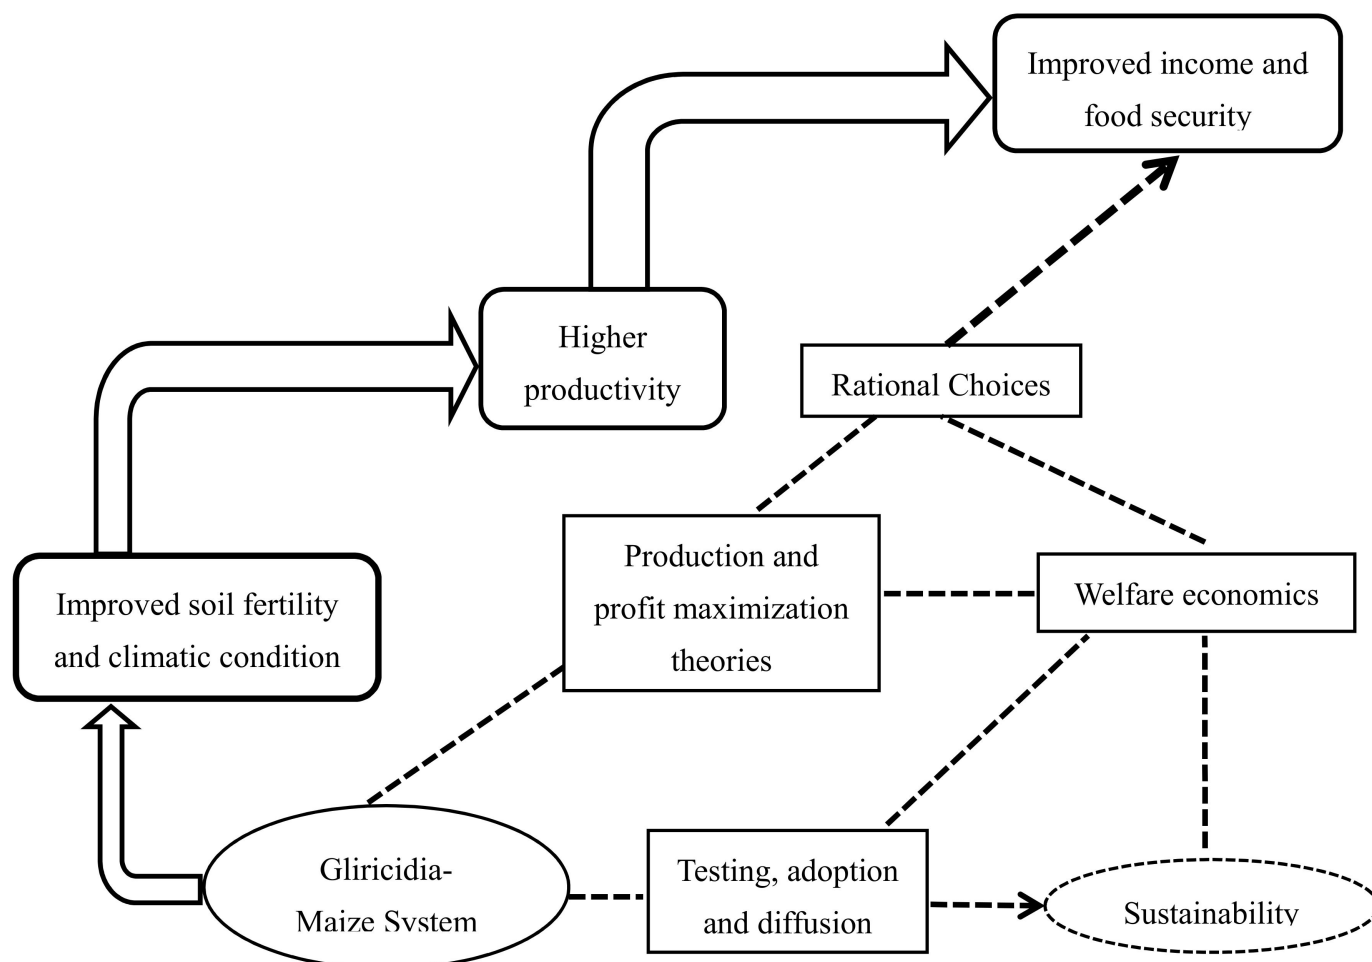 Improved income and
food security
Higher
productivity
Rational Choices
Production and
profit maximization
theories
Welfare economics
Improved soil fertility
and climatic condition
Gliricidia-
Maize System
Testing, adoption
and diffusion
Sustainability